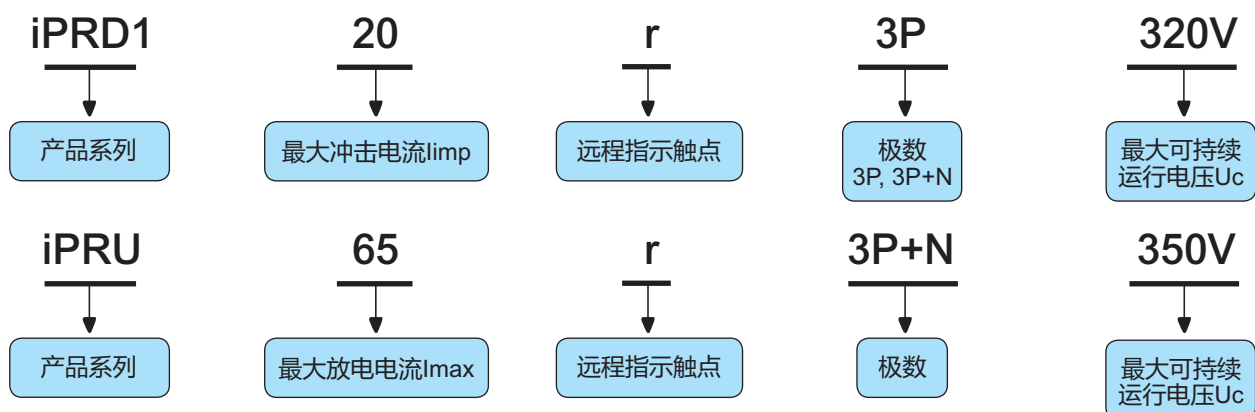 iPRD1 20 r 3P 320V
产品系列 最大冲击电流Iimp 远程指示触点 极数 最大可持续
3P, 3P+N 运行电压Uc
iPRU 65 r 3P+N 350V
产品系列 最大放电电流Imax 远程指示触点 极数 最大可持续
运行电压Uc